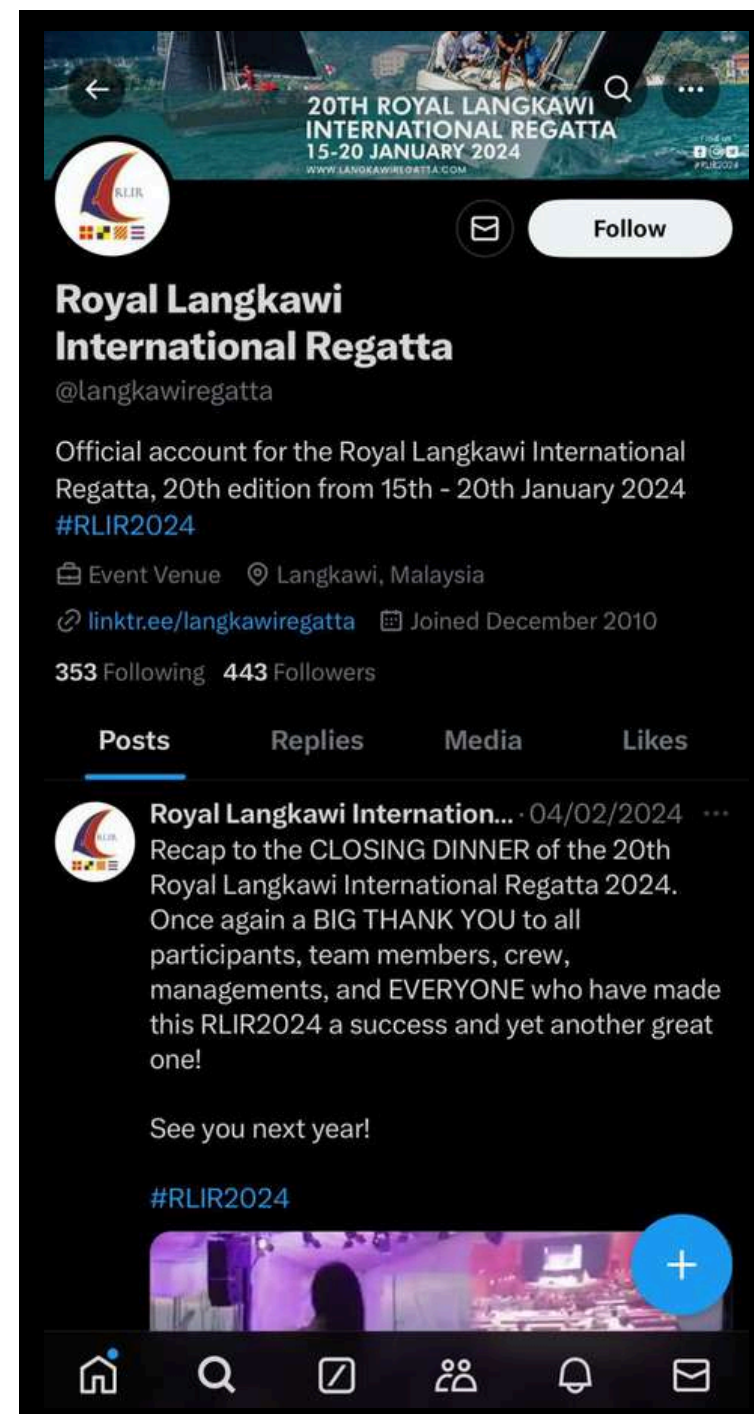 20TH ROYAL LANGKAWI
INTERNATIONAL REGATTA
15-20 JANUARY 2024
WWW.LANGKAWIREGATTA.COM
Find us
#RLIR2024
RLIR
Follow
Royal Langkawi
International Regatta
@langkawiregatta
Official account for the Royal Langkawi International
Regatta, 20th edition from 15th - 20th January 2024
#RLIR2024
Event Venue Langkawi, Malaysia
linktr.ee/langkawiregatta Joined December 2010
353 Following 443 Followers
Posts Replies Media Likes
RLIR
Royal Langkawi Internation... · 04/02/2024 ···
Recap to the CLOSING DINNER of the 20th
Royal Langkawi International Regatta 2024.
Once again a BIG THANK YOU to all
participants, team members, crew,
managements, and EVERYONE who have made
this RLIR2024 a success and yet another great
one!
See you next year!
#RLIR2024